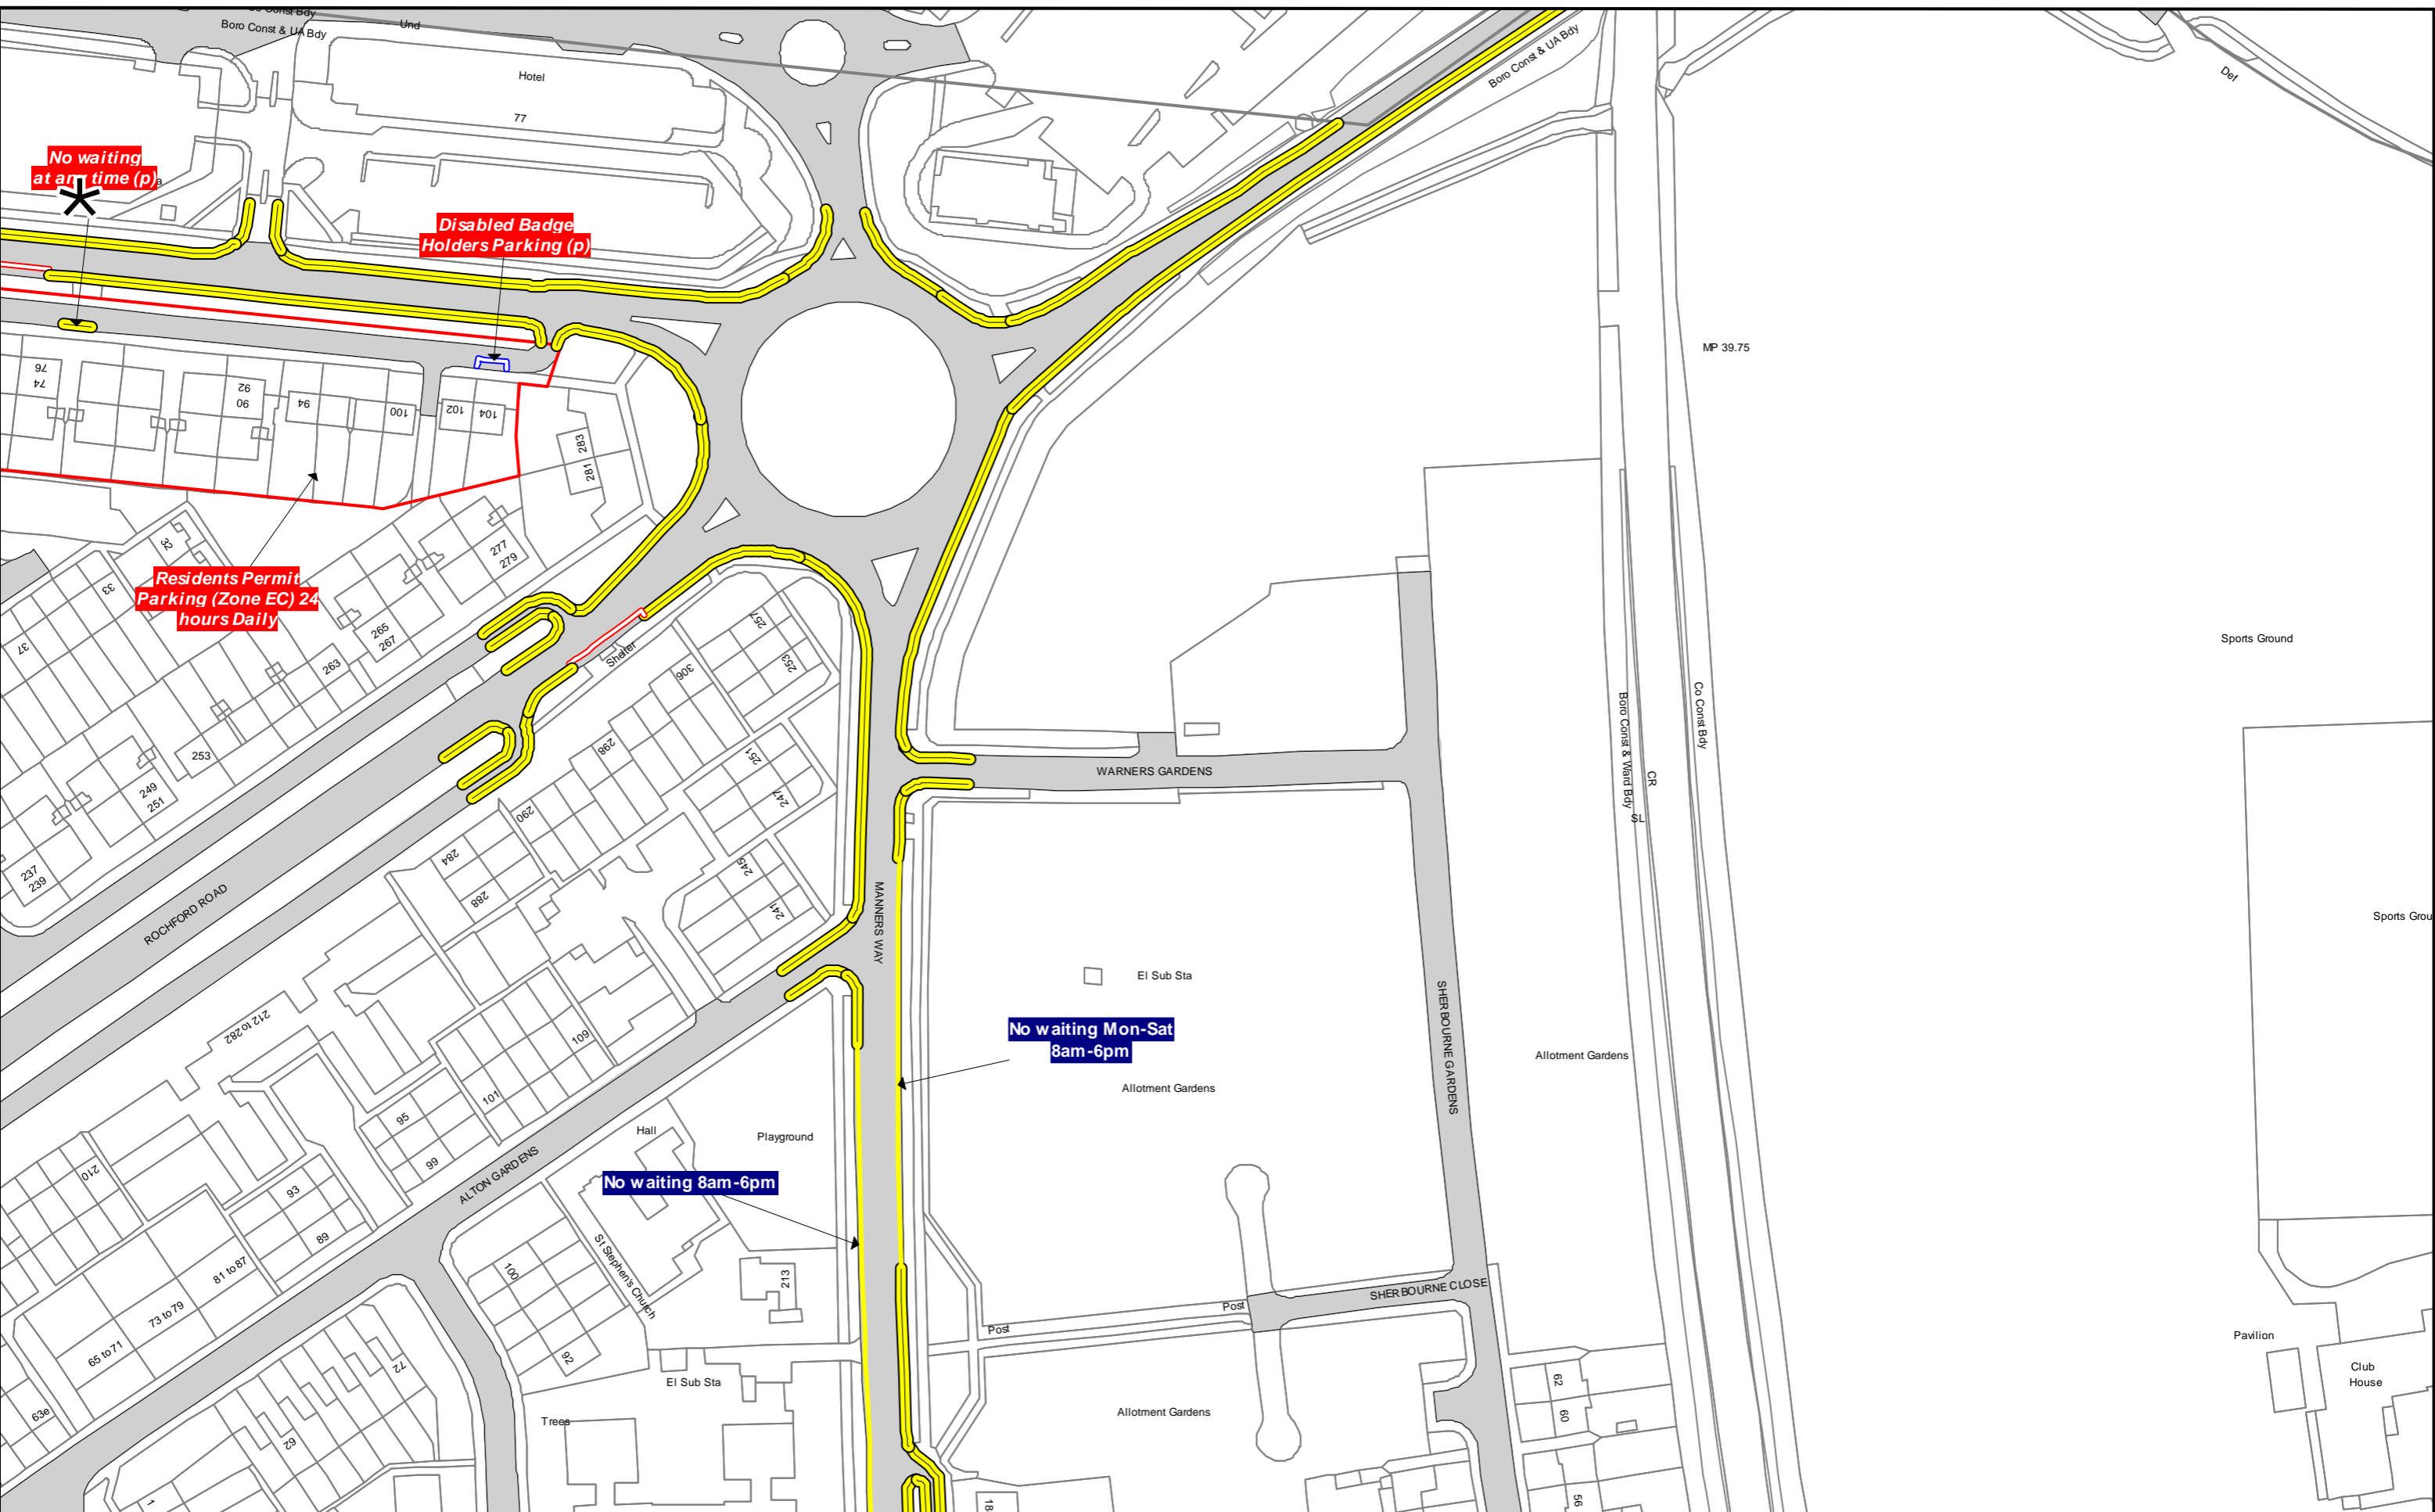 Co Const Bdy
Boro Const & UA Bdy
Und
Hotel
77
Boro Const & UA Bdy
Def
No waiting
at any time (p)
Disabled Badge
Holders Parking (p)
MP 39.75
76
74
92
90
94
100
102
104
283
281
277
279
32
33
37
Residents Permit
Parking (Zone EC) 24
hours Daily
265
267
263
253
249
251
237
239
Shelter
257
253
306
298
251
247
290
284
288
245
241
ROCHFORD ROAD
MANNERS WAY
WARNERS GARDENS
Sports Ground
Boro Const & Ward Bdy
Co Const Bdy
CR
SL
Sports Grou
El Sub Sta
SHERBOURNE GARDENS
212 to 282
109
101
95
99
No waiting Mon-Sat
8am-6pm
Allotment Gardens
Allotment Gardens
Hall
Playground
ALTON GARDENS
No waiting 8am-6pm
210
93
89
81 to 87
73 to 79
65 to 71
63e
St Stephen's Church
213
100
92
72
62
1
El Sub Sta
Trees
Post
Post
SHERBOURNE CLOSE
Allotment Gardens
62
60
56
18
Pavilion
Club
House